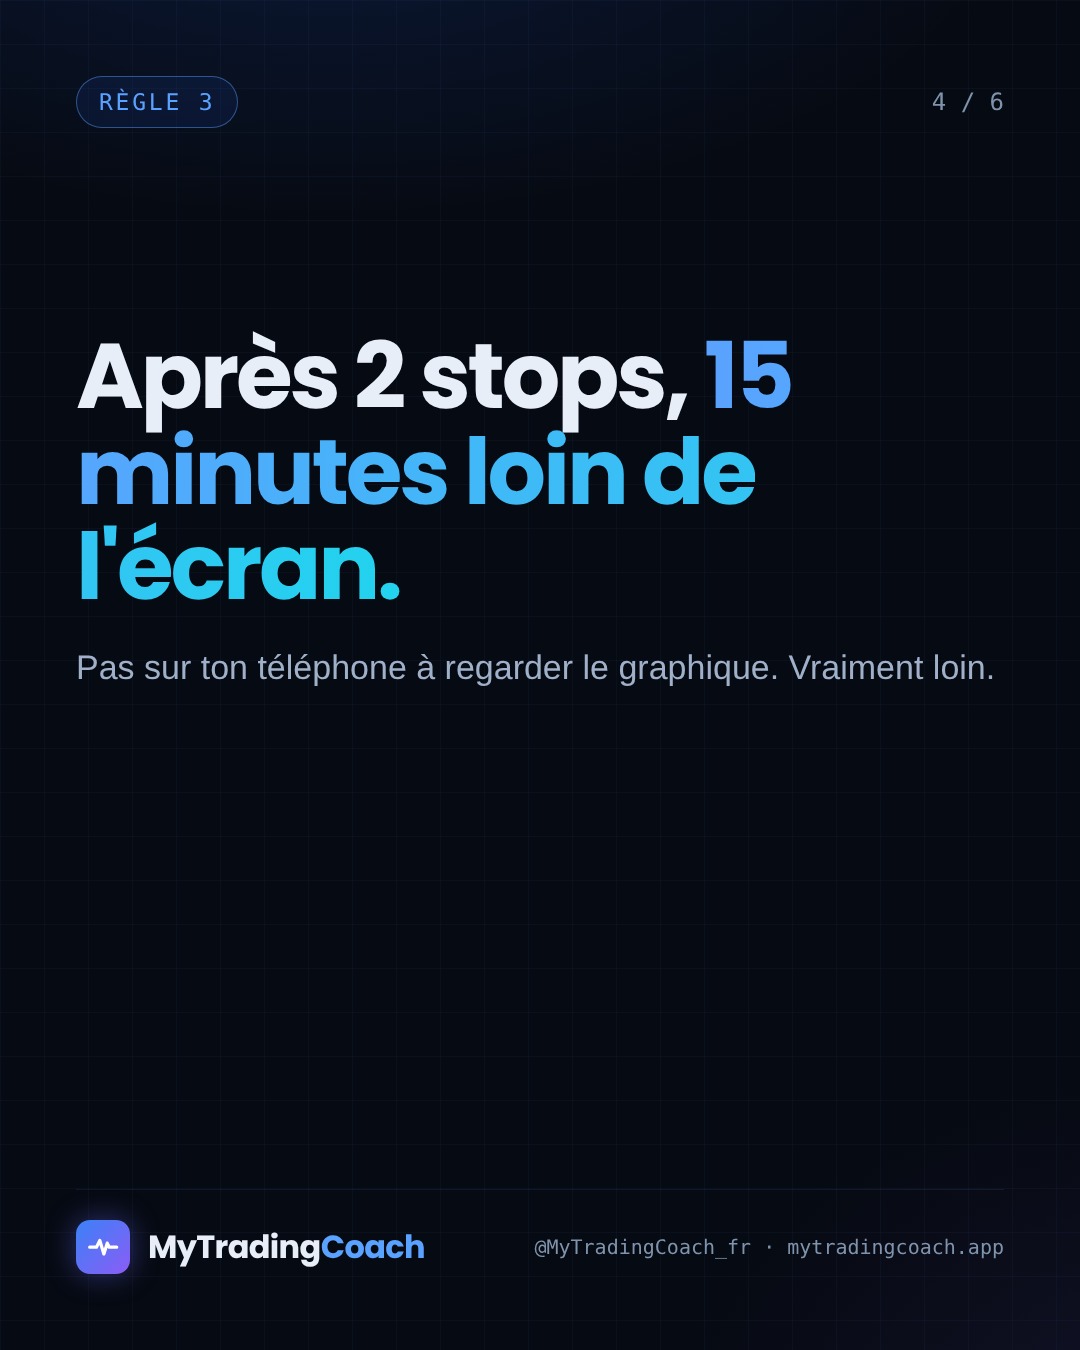 RÈGLE 3
4 / 6
Après 2 stops, 15
minutes loin de
l'écran.
Pas sur ton téléphone à regarder le graphique. Vraiment loin.
MyTradingCoach
@MyTradingCoach_fr · mytradingcoach.app